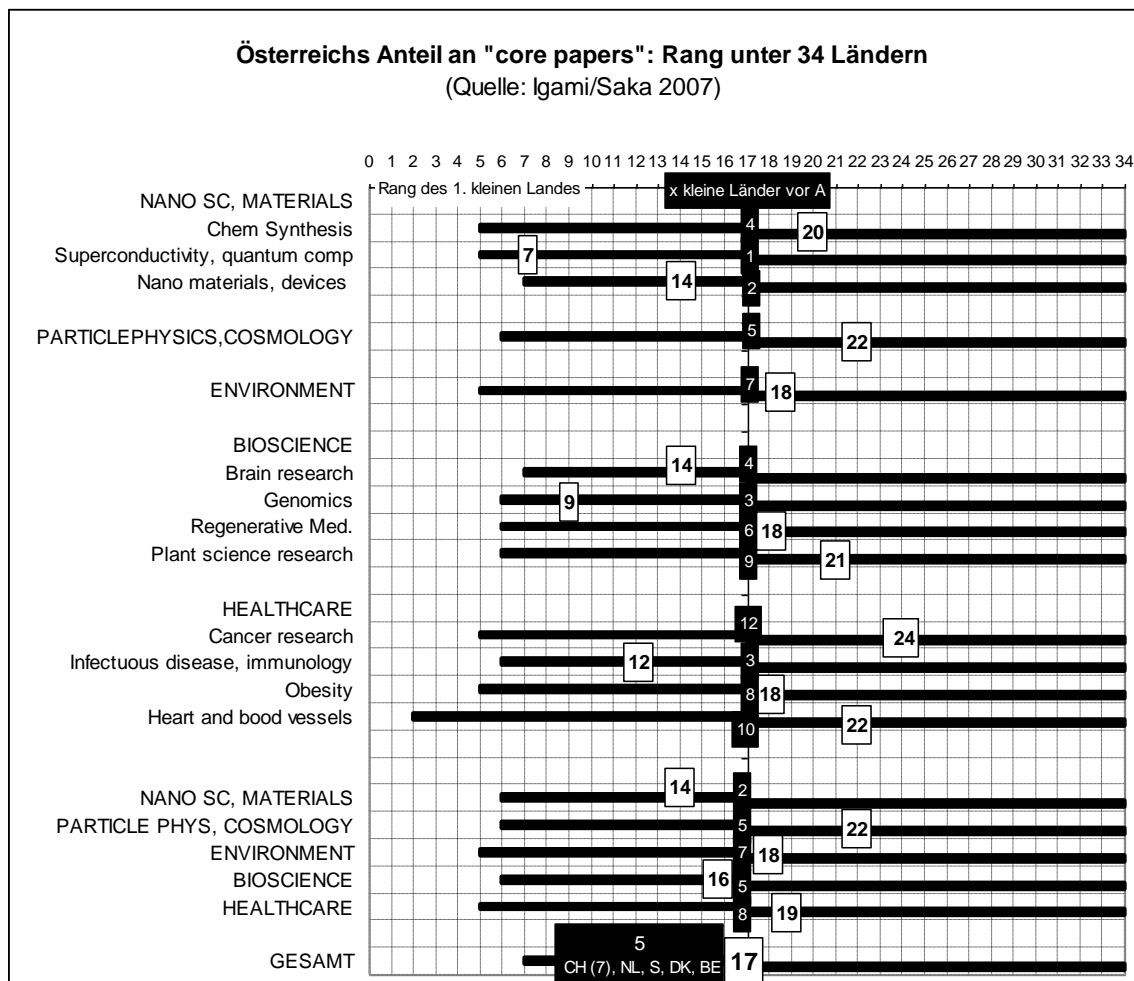 Österreichs Anteil an "core papers": Rang unter 34 Ländern
(Quelle: Igami/Saka 2007)
0 1 2 3 4 5 6 7 8 9 10 11 12 13 14 15 16 17 18 19 20 21 22 23 24 25 26 27 28 29 30 31 32 33 34
Rang des 1. kleinen Landes x kleine Länder vor A
NANO SC, MATERIALS
Chem Synthesis 4 20
Superconductivity, quantum comp 7 1
Nano materials, devices 14 2
PARTICLEPHYSICS,COSMOLOGY 5 22
ENVIRONMENT 7 18
BIOSCIENCE
Brain research 14 4
Genomics 9 3
Regenerative Med. 6 18
Plant science research 9 21
HEALTHCARE
Cancer research 12 24
Infectuous disease, immunology 12 3
Obesity 8 18
Heart and bood vessels 10 22
NANO SC, MATERIALS 14 2
PARTICLE PHYS, COSMOLOGY 5 22
ENVIRONMENT 7 18
BIOSCIENCE 16 5
HEALTHCARE 8 19
5
GESAMT CH (7), NL, S, DK, BE 17